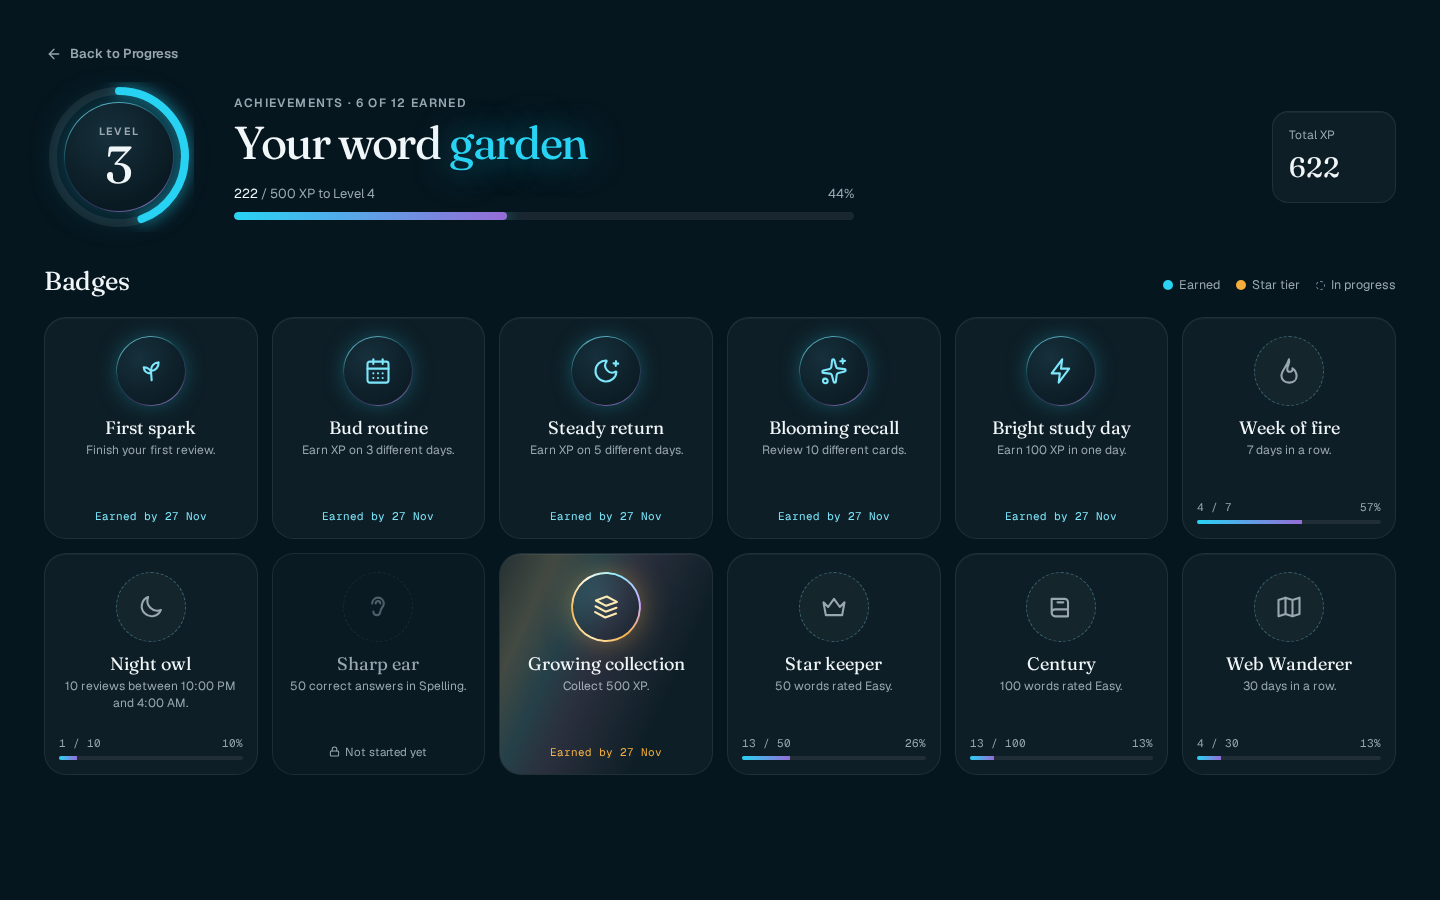 Back to Progress
LEVEL
3
ACHIEVEMENTS · 6 OF 12 EARNED
Your word garden
222 / 500 XP to Level 4
44%
Total XP
622
Badges
Earned
Star tier
In progress
First spark
Finish your first review.
Earned by 27 Nov
Bud routine
Earn XP on 3 different days.
Earned by 27 Nov
Steady return
Earn XP on 5 different days.
Earned by 27 Nov
Blooming recall
Review 10 different cards.
Earned by 27 Nov
Bright study day
Earn 100 XP in one day.
Earned by 27 Nov
Week of fire
7 days in a row.
4 / 7
57%
Night owl
10 reviews between 10:00 PM
and 4:00 AM.
1 / 10
10%
Sharp ear
50 correct answers in Spelling.
Not started yet
Growing collection
Collect 500 XP.
Earned by 27 Nov
Star keeper
50 words rated Easy.
13 / 50
26%
Century
100 words rated Easy.
13 / 100
13%
Web Wanderer
30 days in a row.
4 / 30
13%